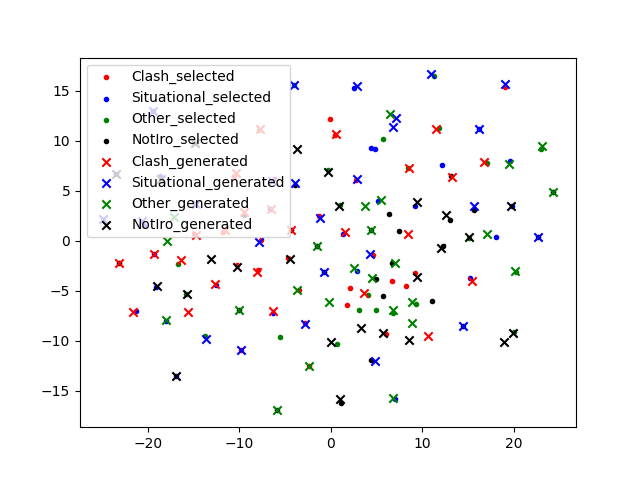 Clash_selected
Situational_selected
Other_selected
NotIro_selected
Clash_generated
Situational_generated
Other_generated
NotIro_generated
15
10
5
0
−5
−10
−15
−20 −10 0 10 20